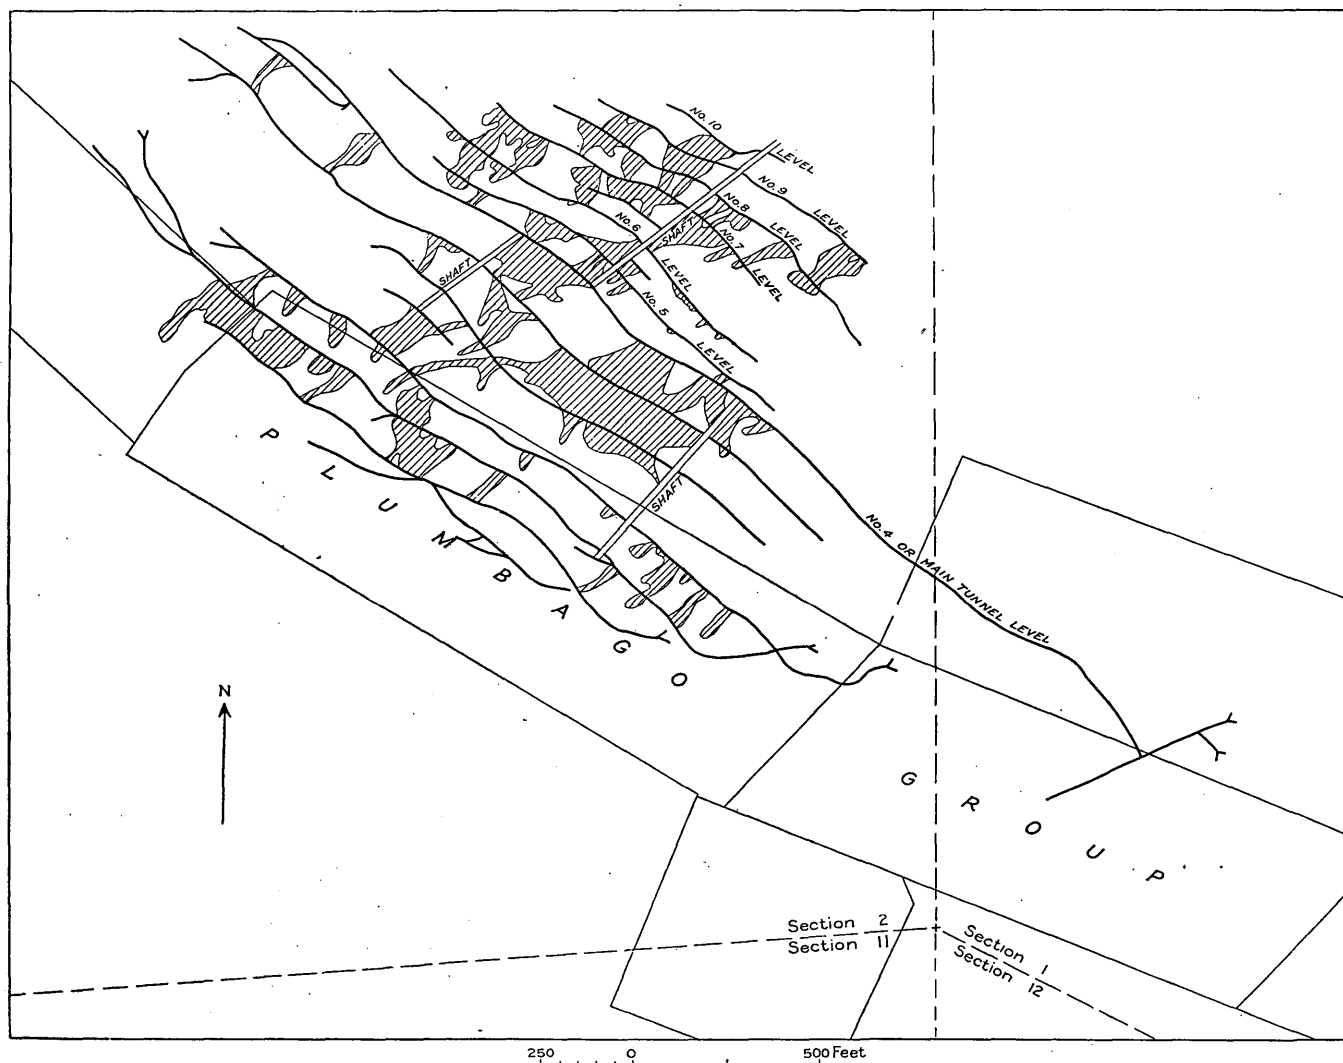 No. 10
LEVEL
No. 9
LEVEL
No. 8
LEVEL
No. 7
LEVEL
No. 6
LEVEL
SHAFT
SHAFT
No. 5
LEVEL
SHAFT
No. 4 OR MAIN TUNNEL LEVEL
PLUMBAGO
GROUP
N
Section 2
Section 11
Section 1
Section 12
250 0 500 Feet